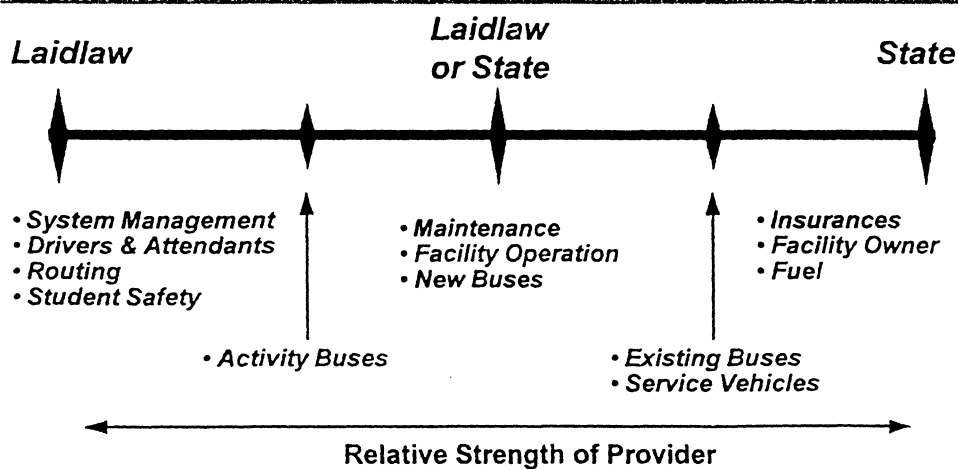 Laidlaw
Laidlaw
or State
State
• System Management
• Drivers & Attendants
• Routing
• Student Safety
• Maintenance
• Facility Operation
• New Buses
• Insurances
• Facility Owner
• Fuel
• Activity Buses
• Existing Buses
• Service Vehicles
Relative Strength of Provider